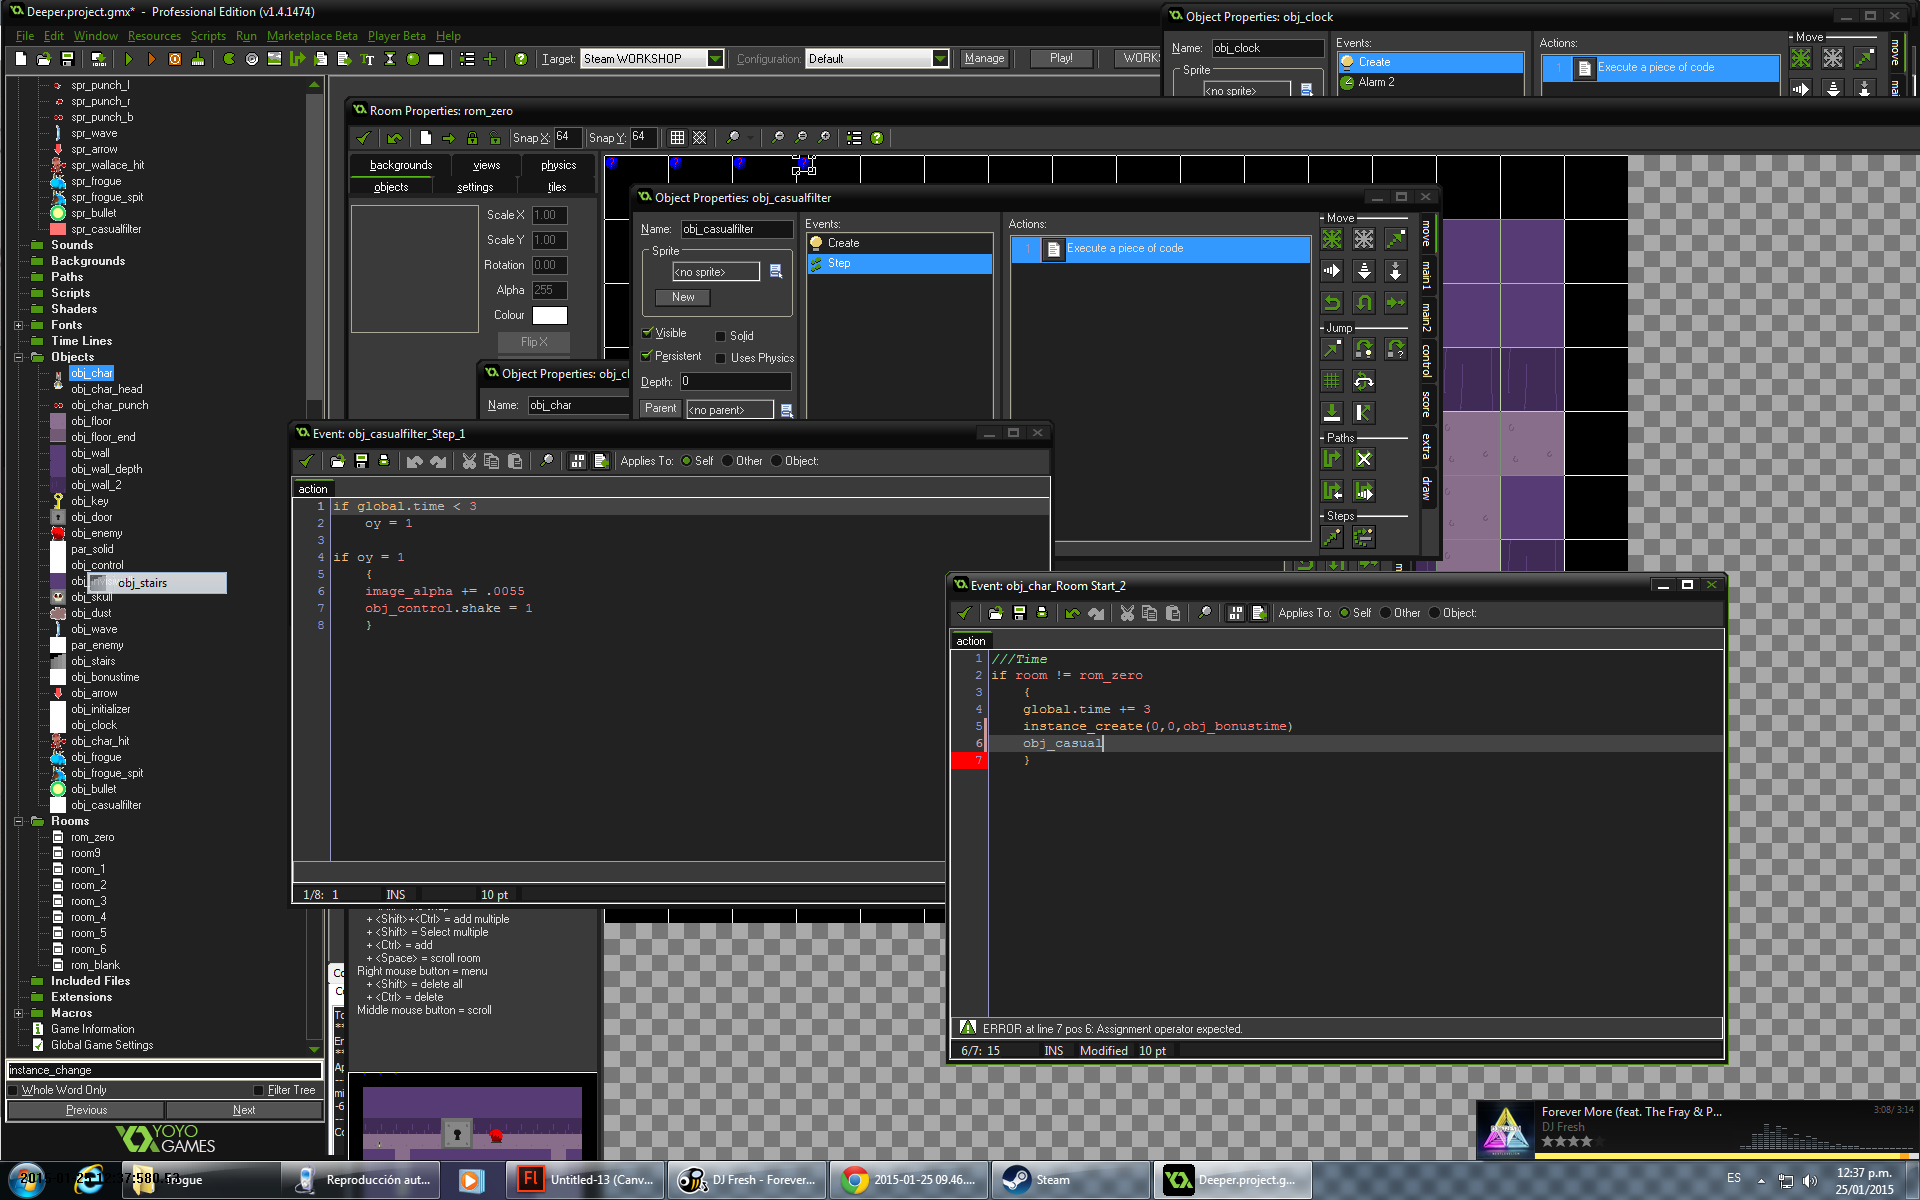 Deeper.project.gmx* - Professional Edition (v1.4.1474)
File Edit Window Resources Scripts Run Marketplace Beta Player Beta Help
Target: Steam WORKSHOP Configuration: Default Manage Play! WORKS
Object Properties: obj_clock
Name: obj_clock
Sprite
<no sprite>
Events:
Create
Alarm 2
Actions:
1 Execute a piece of code
Move
move
spr_punch_l
spr_punch_r
spr_punch_b
spr_wave
spr_arrow
spr_wallace_hit
spr_frogue
spr_frogue_spit
spr_bullet
spr_casualfilter
Sounds
Backgrounds
Paths
Scripts
Shaders
Fonts
Time Lines
Objects
obj_char
obj_char_head
obj_char_punch
obj_floor
obj_floor_end
obj_wall
obj_wall_depth
obj_wall_2
obj_key
obj_door
obj_enemy
par_solid
obj_control
obj_stairs
obj_skull
obj_dust
obj_wave
par_enemy
obj_stairs
obj_bonustime
obj_arrow
obj_initializer
obj_clock
obj_char_hit
obj_frogue
obj_frogue_spit
obj_bullet
obj_casualfilter
Rooms
rom_zero
room9
room_1
room_2
room_3
room_4
room_5
room_6
rom_blank
Included Files
Extensions
Macros
Game Information
Global Game Settings
instance_change
Whole Word Only Filter Tree
Previous Next
YOYO GAMES
Room Properties: rom_zero
Snap X: 64 Snap Y: 64
backgrounds views physics
objects settings tiles
Scale X 1.00
Scale Y 1.00
Rotation 0.00
Alpha 255
Colour
Flip X
Object Properties: obj_ch
Name: obj_char
Object Properties: obj_casualfilter
Name: obj_casualfilter
Sprite
<no sprite>
New
Visible Solid
Persistent Uses Physics
Depth: 0
Parent <no parent>
Events:
Create
Step
Actions:
1 Execute a piece of code
Move
Jump
Paths
Steps
move
main1
main2
control
score
extra
draw
Event: obj_casualfilter_Step_1
Applies To: Self Other Object:
action
1 if global.time < 3
2 oy = 1
3
4 if oy = 1
5 {
6 image_alpha += .0055
7 obj_control.shake = 1
8 }
1/8: 1 INS 10 pt
+ <Shift>+<Ctrl> = add multiple
+ <Shift> = Select multiple
+ <Ctrl> = add
+ <Space> = scroll room
Right mouse button = menu
+ <Shift> = delete all
+ <Ctrl> = delete
Middle mouse button = scroll
Event: obj_char_Room Start_2
Applies To: Self Other Object:
action
1 ///Time
2 if room != rom_zero
3 {
4 global.time += 3
5 instance_create(0,0,obj_bonustime)
6 obj_casual
7 }
ERROR at line 7 pos 6: Assignment operator expected.
6/7: 15 INS Modified 10 pt
Forever More (feat. The Fray & P...
DJ Fresh
3:08/ 3:14
Reproducción aut...
Untitled-13 (Canv...
DJ Fresh - Forever...
2015-01-25 09.46....
Steam
Deeper.project.g...
ES
12:37 p.m.
25/01/2015